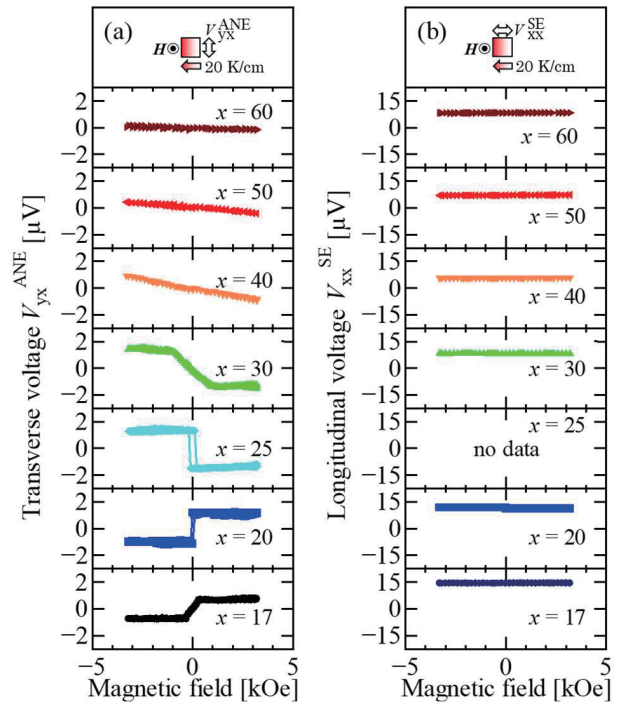 (a)
V_yx^ANE
H
20 K/cm
Transverse voltage V_yx^ANE [μV]
2
0
−2
x = 60
2
0
−2
x = 50
2
0
−2
x = 40
2
0
−2
x = 30
2
0
−2
x = 25
2
0
−2
x = 20
2
0
−2
x = 17
−5
0
5
Magnetic field [kOe]
(b)
V_xx^SE
H
20 K/cm
Longitudinal voltage V_xx^SE [μV]
15
0
−15
x = 60
15
0
15
x = 50
15
0
15
x = 40
15
0
15
x = 30
15
0
15
x = 25
no data
15
0
−15
x = 20
15
0
15
x = 17
−5
0
5
Magnetic field [kOe]